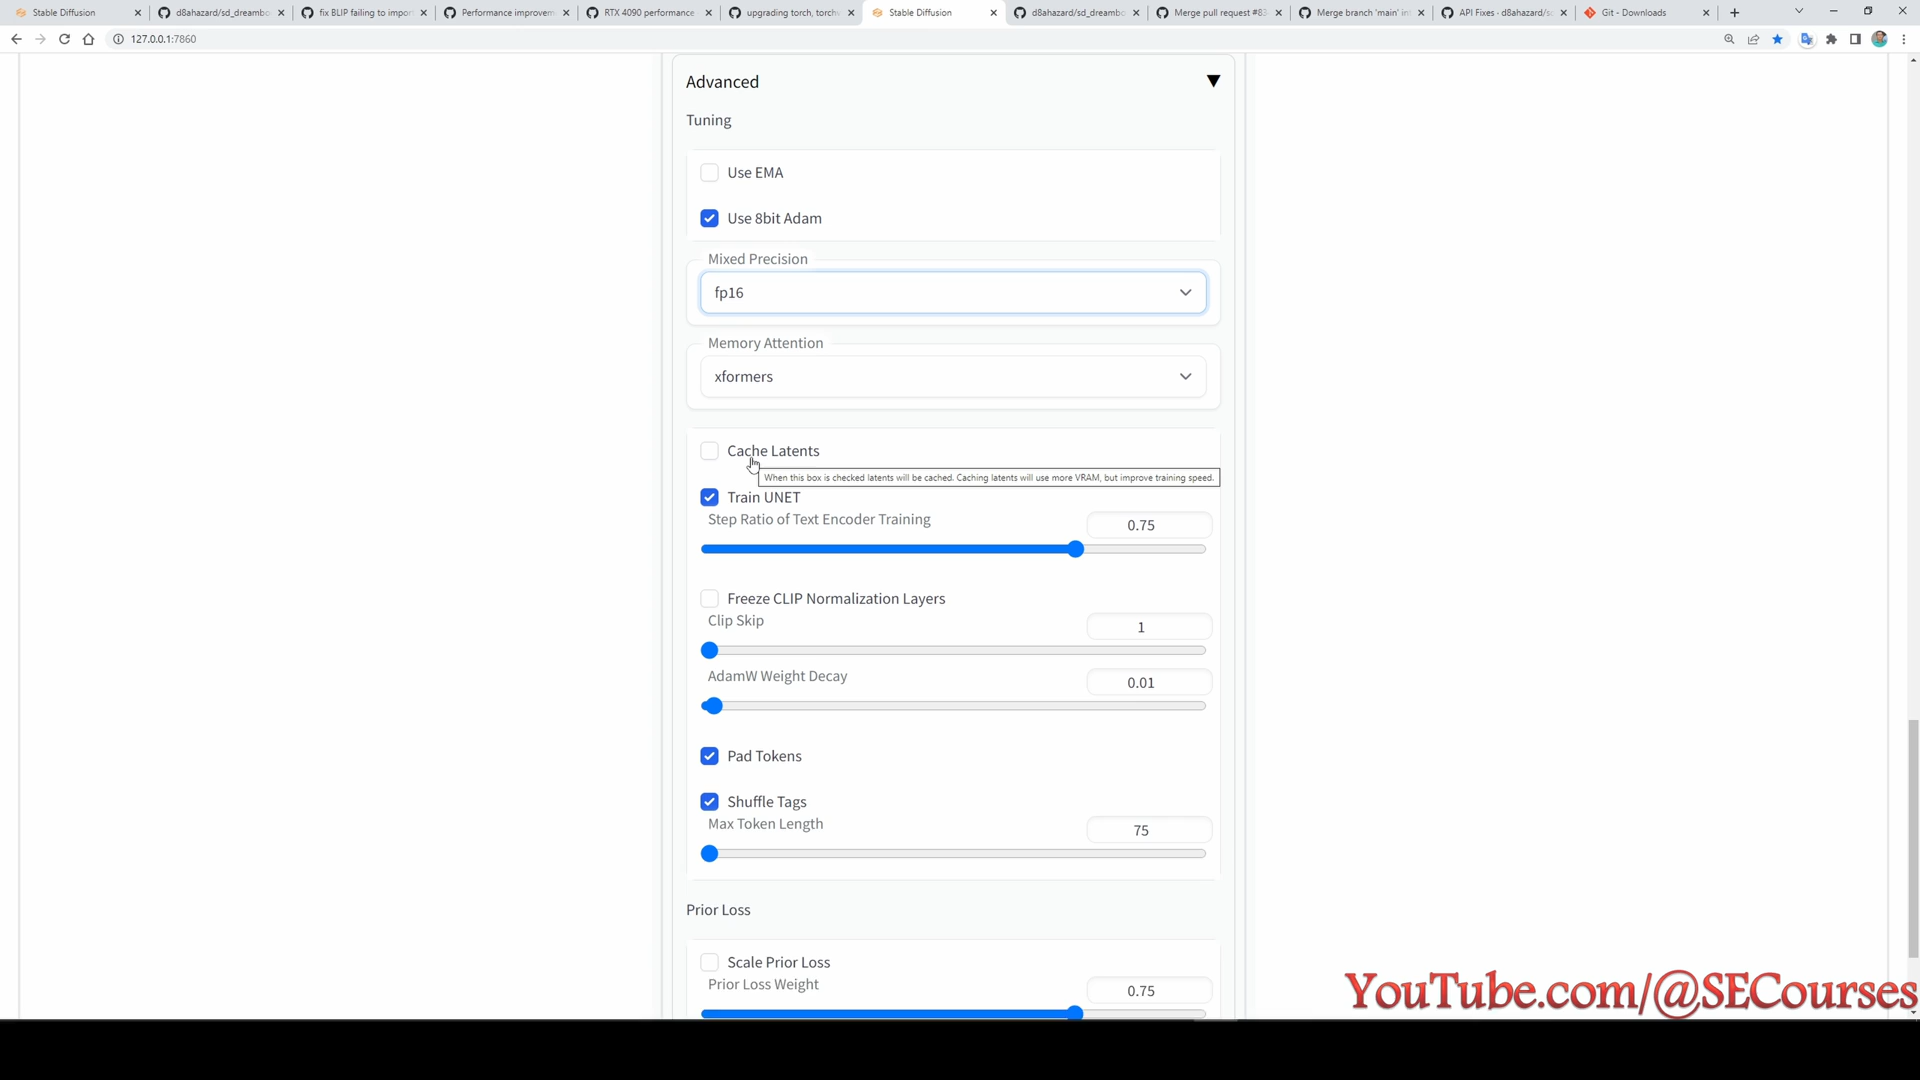 Stable Diffusion
d8ahazard/sd_dreambo
fix BLIP failing to impor
Performance improvem
RTX 4090 performance
upgrading torch, torchv
Stable Diffusion
d8ahazard/sd_dreambo
Merge pull request #83
Merge branch 'main' in
API Fixes · d8ahazard/sd
Git - Downloads
127.0.0.1:7860
Advanced
Tuning
Use EMA
Use 8bit Adam
Mixed Precision
fp16
Memory Attention
xformers
Cache Latents
When this box is checked latents will be cached. Caching latents will use more VRAM, but improve training speed.
Train UNET
Step Ratio of Text Encoder Training
0.75
Freeze CLIP Normalization Layers
Clip Skip
1
AdamW Weight Decay
0.01
Pad Tokens
Shuffle Tags
Max Token Length
75
Prior Loss
Scale Prior Loss
Prior Loss Weight
0.75
YouTube.com/@SECourses